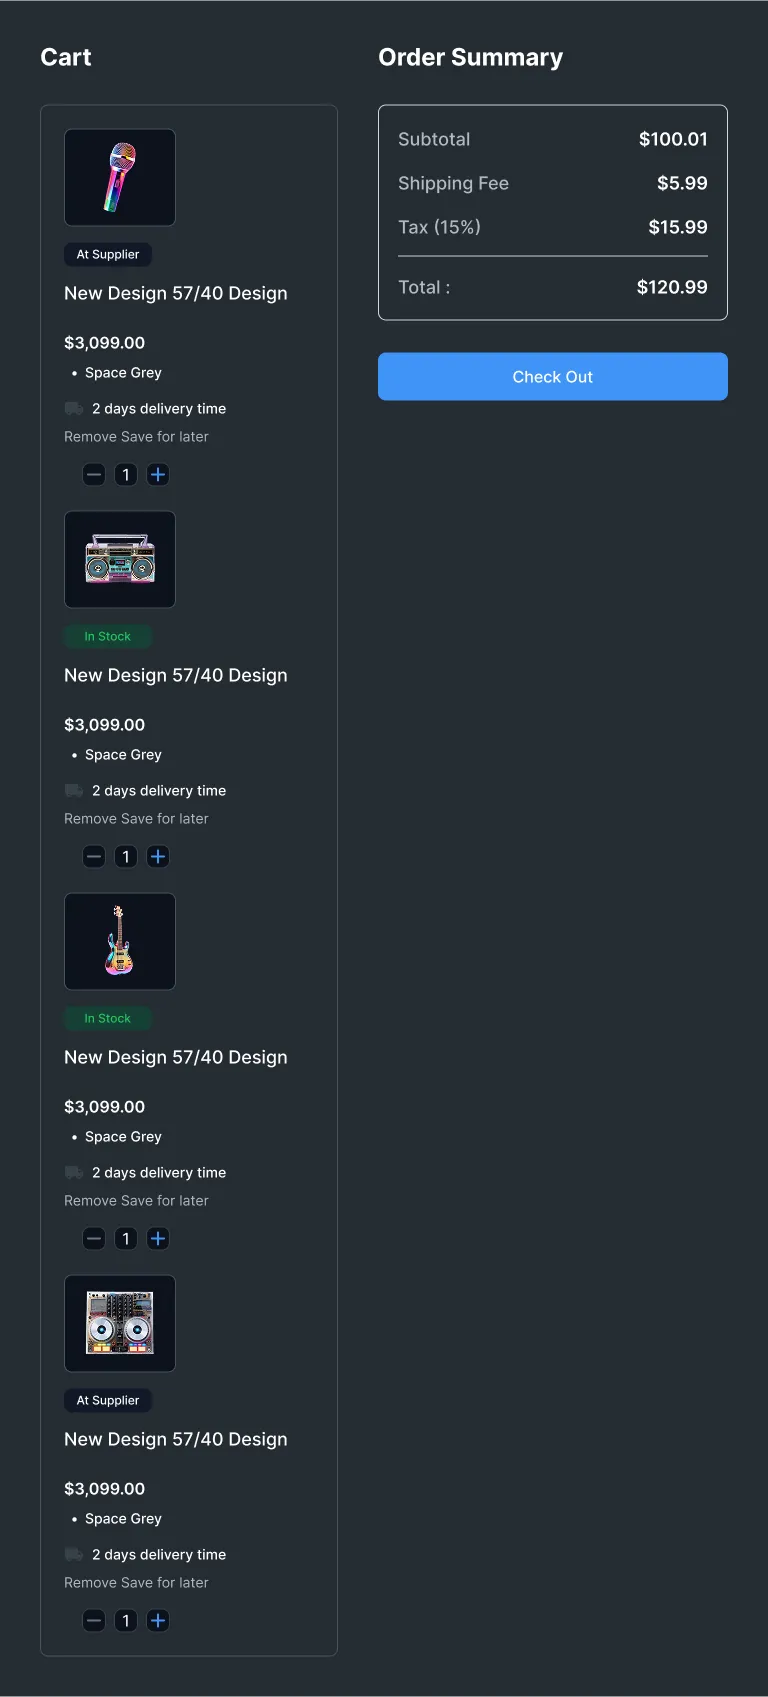 Cart
At Supplier
New Design 57/40 Design
$3,099.00
• Space Grey
2 days delivery time
Remove Save for later
1
In Stock
New Design 57/40 Design
$3,099.00
• Space Grey
2 days delivery time
Remove Save for later
1
In Stock
New Design 57/40 Design
$3,099.00
• Space Grey
2 days delivery time
Remove Save for later
1
At Supplier
New Design 57/40 Design
$3,099.00
• Space Grey
2 days delivery time
Remove Save for later
1
Order Summary
Subtotal $100.01
Shipping Fee $5.99
Tax (15%) $15.99
Total : $120.99
Check Out